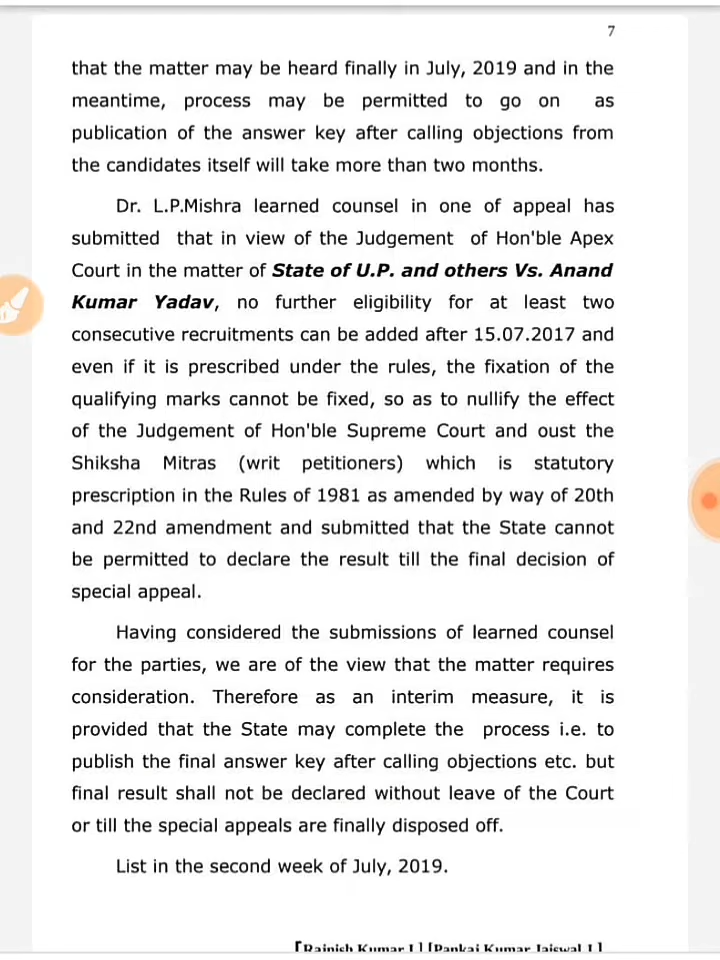 7
that the matter may be heard finally in July, 2019 and in the
meantime, process may be permitted to go on as
publication of the answer key after calling objections from
the candidates itself will take more than two months.
Dr. L.P.Mishra learned counsel in one of appeal has
submitted that in view of the Judgement of Hon'ble Apex
Court in the matter of State of U.P. and others Vs. Anand
Kumar Yadav, no further eligibility for at least two
consecutive recruitments can be added after 15.07.2017 and
even if it is prescribed under the rules, the fixation of the
qualifying marks cannot be fixed, so as to nullify the effect
of the Judgement of Hon'ble Supreme Court and oust the
Shiksha Mitras (writ petitioners) which is statutory
prescription in the Rules of 1981 as amended by way of 20th
and 22nd amendment and submitted that the State cannot
be permitted to declare the result till the final decision of
special appeal.
Having considered the submissions of learned counsel
for the parties, we are of the view that the matter requires
consideration. Therefore as an interim measure, it is
provided that the State may complete the process i.e. to
publish the final answer key after calling objections etc. but
final result shall not be declared without leave of the Court
or till the special appeals are finally disposed off.
List in the second week of July, 2019.
[Rajnish Kumar J.] [Pankaj Kumar Jaiswal J.]